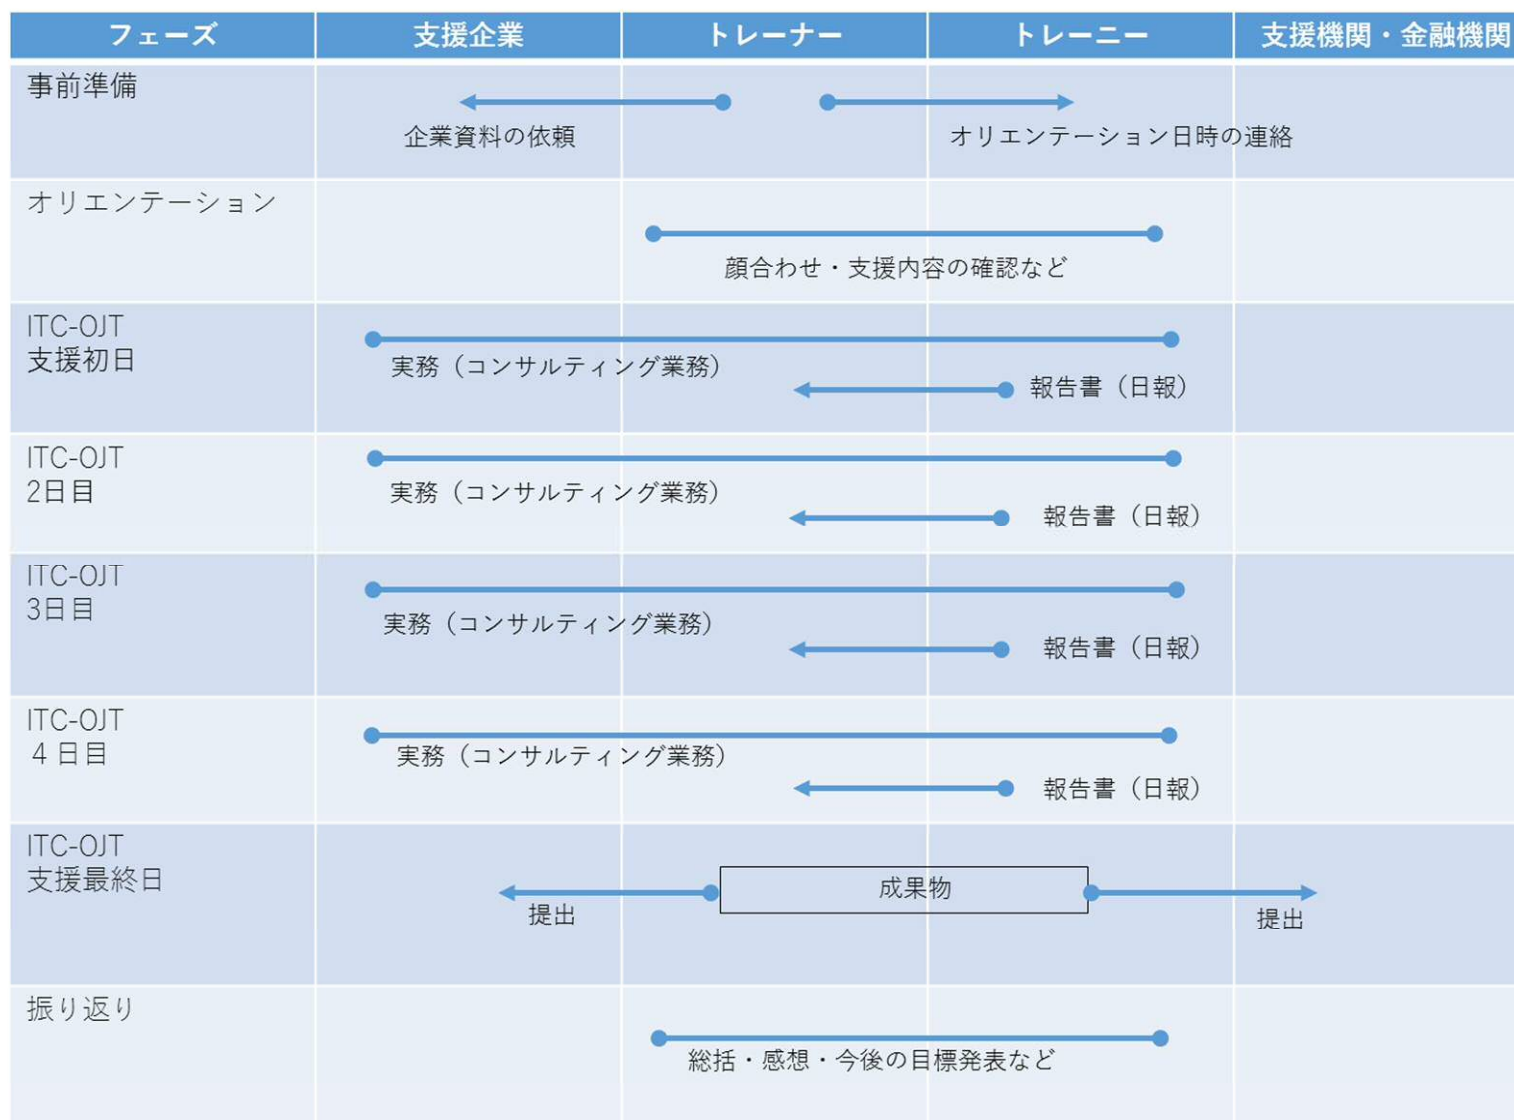 フェーズ 支援企業 トレーナー トレーニー 支援機関・金融機関
事前準備
企業資料の依頼
オリエンテーション日時の連絡
オリエンテーション
顔合わせ・支援内容の確認など
ITC-OJT
支援初日
実務（コンサルティング業務）
報告書（日報）
ITC-OJT
2日目
実務（コンサルティング業務）
報告書（日報）
ITC-OJT
3日目
実務（コンサルティング業務）
報告書（日報）
ITC-OJT
４日目
実務（コンサルティング業務）
報告書（日報）
ITC-OJT
支援最終日
成果物
提出
提出
振り返り
総括・感想・今後の目標発表など